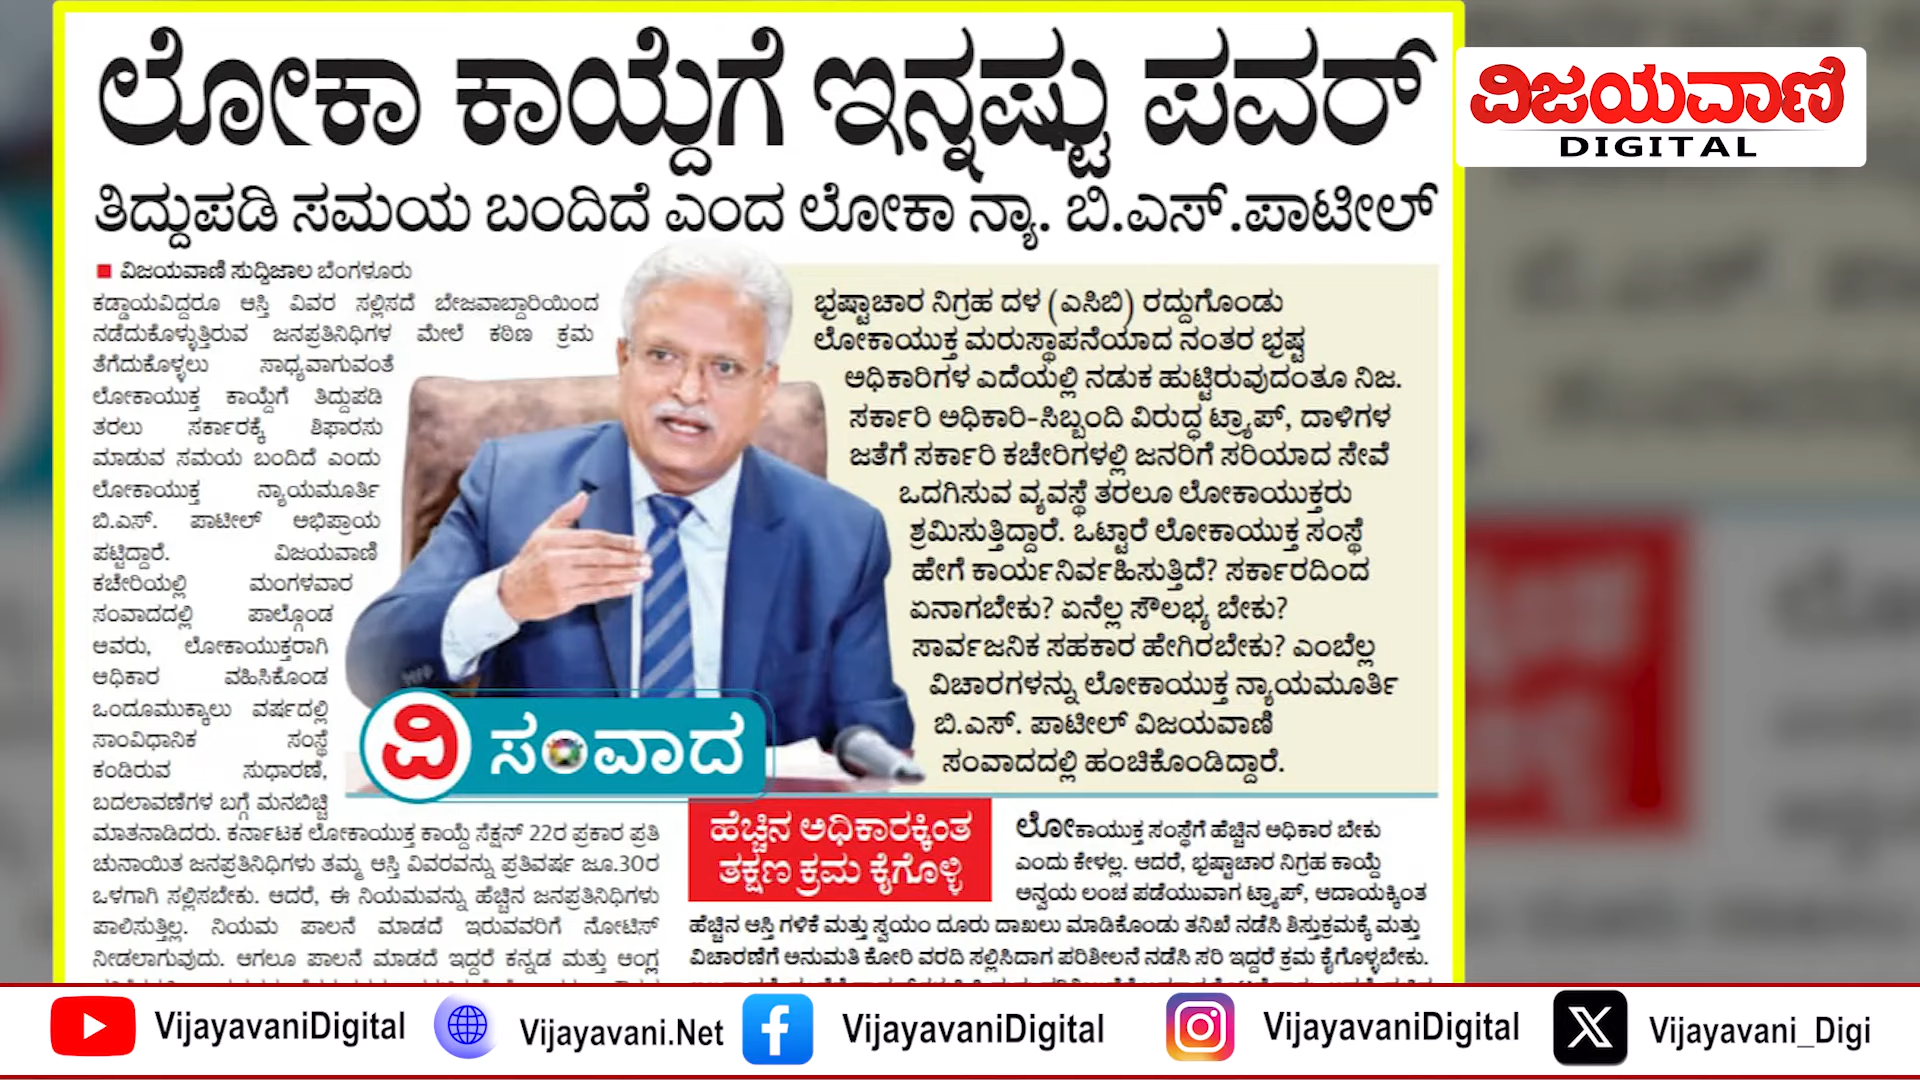 ಲೋಕಾ ಕಾಯ್ದೆಗೆ ಇನ್ನಷ್ಟು ಪವರ್
ವಿಜಯವಾಣಿ
DIGITAL
ತಿದ್ದುಪಡಿ ಸಮಯ ಬಂದಿದೆ ಎಂದ ಲೋಕಾ ನ್ಯಾ. ಬಿ.ಎಸ್.ಪಾಟೀಲ್
ವಿಜಯವಾಣಿ ಸುದ್ದಿಜಾಲ ಬೆಂಗಳೂರು
ಕಡ್ಡಾಯವಿದ್ದರೂ ಆಸ್ತಿ ವಿವರ ಸಲ್ಲಿಸದೆ ಬೇಜವಾಬ್ದಾರಿಯಿಂದ
ನಡೆದುಕೊಳ್ಳುತ್ತಿರುವ ಜನಪ್ರತಿನಿಧಿಗಳ ಮೇಲೆ ಕಠಿಣ ಕ್ರಮ
ತೆಗೆದುಕೊಳ್ಳಲು ಸಾಧ್ಯವಾಗುವಂತೆ
ಲೋಕಾಯುಕ್ತ ಕಾಯ್ದೆಗೆ ತಿದ್ದುಪಡಿ
ತರಲು ಸರ್ಕಾರಕ್ಕೆ ಶಿಫಾರಸು
ಮಾಡುವ ಸಮಯ ಬಂದಿದೆ ಎಂದು
ಲೋಕಾಯುಕ್ತ ನ್ಯಾಯಮೂರ್ತಿ
ಬಿ.ಎಸ್. ಪಾಟೀಲ್ ಅಭಿಪ್ರಾಯ
ಪಟ್ಟಿದ್ದಾರೆ. ವಿಜಯವಾಣಿ
ಕಚೇರಿಯಲ್ಲಿ ಮಂಗಳವಾರ
ಸಂವಾದದಲ್ಲಿ ಪಾಲ್ಗೊಂಡ
ಅವರು, ಲೋಕಾಯುಕ್ತರಾಗಿ
ಅಧಿಕಾರ ವಹಿಸಿಕೊಂಡ
ಒಂದೂಮುಕ್ಕಾಲು ವರ್ಷದಲ್ಲಿ
ಸಾಂವಿಧಾನಿಕ ಸಂಸ್ಥೆ
ಕಂಡಿರುವ ಸುಧಾರಣೆ,
ಬದಲಾವಣೆಗಳ ಬಗ್ಗೆ ಮನಬಿಚ್ಚಿ
ಮಾತನಾಡಿದರು. ಕರ್ನಾಟಕ ಲೋಕಾಯುಕ್ತ ಕಾಯ್ದೆ ಸೆಕ್ಷನ್ 22ರ ಪ್ರಕಾರ ಪ್ರತಿ
ಚುನಾಯಿತ ಜನಪ್ರತಿನಿಧಿಗಳು ತಮ್ಮ ಆಸ್ತಿ ವಿವರವನ್ನು ಪ್ರತಿವರ್ಷ ಜೂ.30ರ
ಒಳಗಾಗಿ ಸಲ್ಲಿಸಬೇಕು. ಆದರೆ, ಈ ನಿಯಮವನ್ನು ಹೆಚ್ಚಿನ ಜನಪ್ರತಿನಿಧಿಗಳು
ಪಾಲಿಸುತ್ತಿಲ್ಲ. ನಿಯಮ ಪಾಲನೆ ಮಾಡದೆ ಇರುವವರಿಗೆ ನೋಟಿಸ್
ನೀಡಲಾಗುವುದು. ಆಗಲೂ ಪಾಲನೆ ಮಾಡದೆ ಇದ್ದರೆ ಕನ್ನಡ ಮತ್ತು ಆಂಗ್ಲ
ಭ್ರಷ್ಟಾಚಾರ ನಿಗ್ರಹ ದಳ (ಎಸಿಬಿ) ರದ್ದುಗೊಂಡು
ಲೋಕಾಯುಕ್ತ ಮರುಸ್ಥಾಪನೆಯಾದ ನಂತರ ಭ್ರಷ್ಟ
ಅಧಿಕಾರಿಗಳ ಎದೆಯಲ್ಲಿ ನಡುಕ ಹುಟ್ಟಿರುವುದಂತೂ ನಿಜ.
ಸರ್ಕಾರಿ ಅಧಿಕಾರಿ-ಸಿಬ್ಬಂದಿ ವಿರುದ್ಧ ಟ್ರ್ಯಾಪ್, ದಾಳಿಗಳ
ಜತೆಗೆ ಸರ್ಕಾರಿ ಕಚೇರಿಗಳಲ್ಲಿ ಜನರಿಗೆ ಸರಿಯಾದ ಸೇವೆ
ಒದಗಿಸುವ ವ್ಯವಸ್ಥೆ ತರಲೂ ಲೋಕಾಯುಕ್ತರು
ಶ್ರಮಿಸುತ್ತಿದ್ದಾರೆ. ಒಟ್ಟಾರೆ ಲೋಕಾಯುಕ್ತ ಸಂಸ್ಥೆ
ಹೇಗೆ ಕಾರ್ಯನಿರ್ವಹಿಸುತ್ತಿದೆ? ಸರ್ಕಾರದಿಂದ
ಏನಾಗಬೇಕು? ಏನೆಲ್ಲ ಸೌಲಭ್ಯ ಬೇಕು?
ಸಾರ್ವಜನಿಕ ಸಹಕಾರ ಹೇಗಿರಬೇಕು? ಎಂಬೆಲ್ಲ
ವಿಚಾರಗಳನ್ನು ಲೋಕಾಯುಕ್ತ ನ್ಯಾಯಮೂರ್ತಿ
ಬಿ.ಎಸ್. ಪಾಟೀಲ್ ವಿಜಯವಾಣಿ
ಸಂವಾದದಲ್ಲಿ ಹಂಚಿಕೊಂಡಿದ್ದಾರೆ.
ವಿ ಸಂವಾದ
ಹೆಚ್ಚಿನ ಅಧಿಕಾರಕ್ಕಿಂತ
ತಕ್ಷಣ ಕ್ರಮ ಕೈಗೊಳ್ಳಿ
ಲೋಕಾಯುಕ್ತ ಸಂಸ್ಥೆಗೆ ಹೆಚ್ಚಿನ ಅಧಿಕಾರ ಬೇಕು
ಎಂದು ಕೇಳಲ್ಲ. ಆದರೆ, ಭ್ರಷ್ಟಾಚಾರ ನಿಗ್ರಹ ಕಾಯ್ದೆ
ಅನ್ವಯ ಲಂಚ ಪಡೆಯುವಾಗ ಟ್ರ್ಯಾಪ್, ಆದಾಯಕ್ಕಿಂತ
ಹೆಚ್ಚಿನ ಆಸ್ತಿ ಗಳಿಕೆ ಮತ್ತು ಸ್ವಯಂ ದೂರು ದಾಖಲು ಮಾಡಿಕೊಂಡು ತನಿಖೆ ನಡೆಸಿ ಶಿಸ್ತುಕ್ರಮಕ್ಕೆ ಮತ್ತು
ವಿಚಾರಣೆಗೆ ಅನುಮತಿ ಕೋರಿ ವರದಿ ಸಲ್ಲಿಸಿದಾಗ ಪರಿಶೀಲನೆ ನಡೆಸಿ ಸರಿ ಇದ್ದರೆ ಕ್ರಮ ಕೈಗೊಳ್ಳಬೇಕು.
VijayavaniDigital Vijayavani.Net VijayavaniDigital VijayavaniDigital Vijayavani_Digi